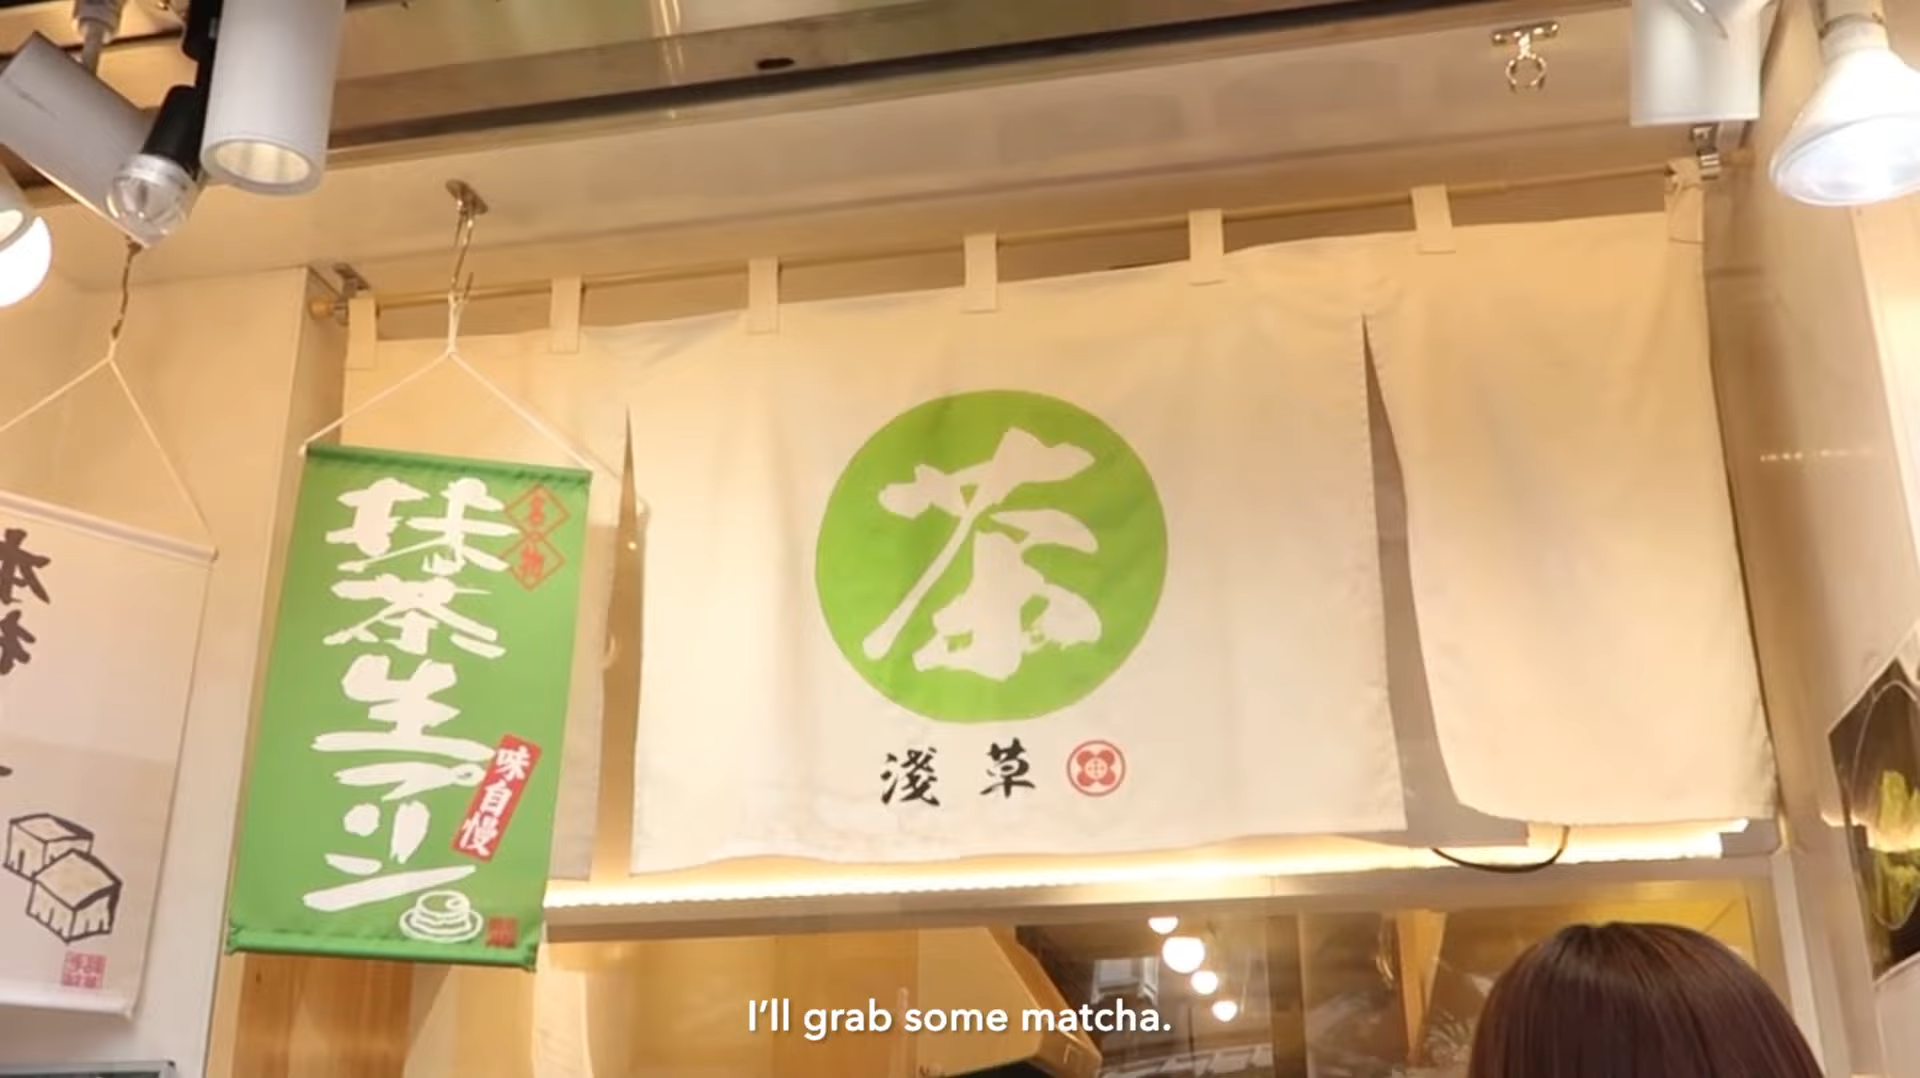 抹茶生プリン
名物
味自慢
茶
淺草
I'll grab some matcha.